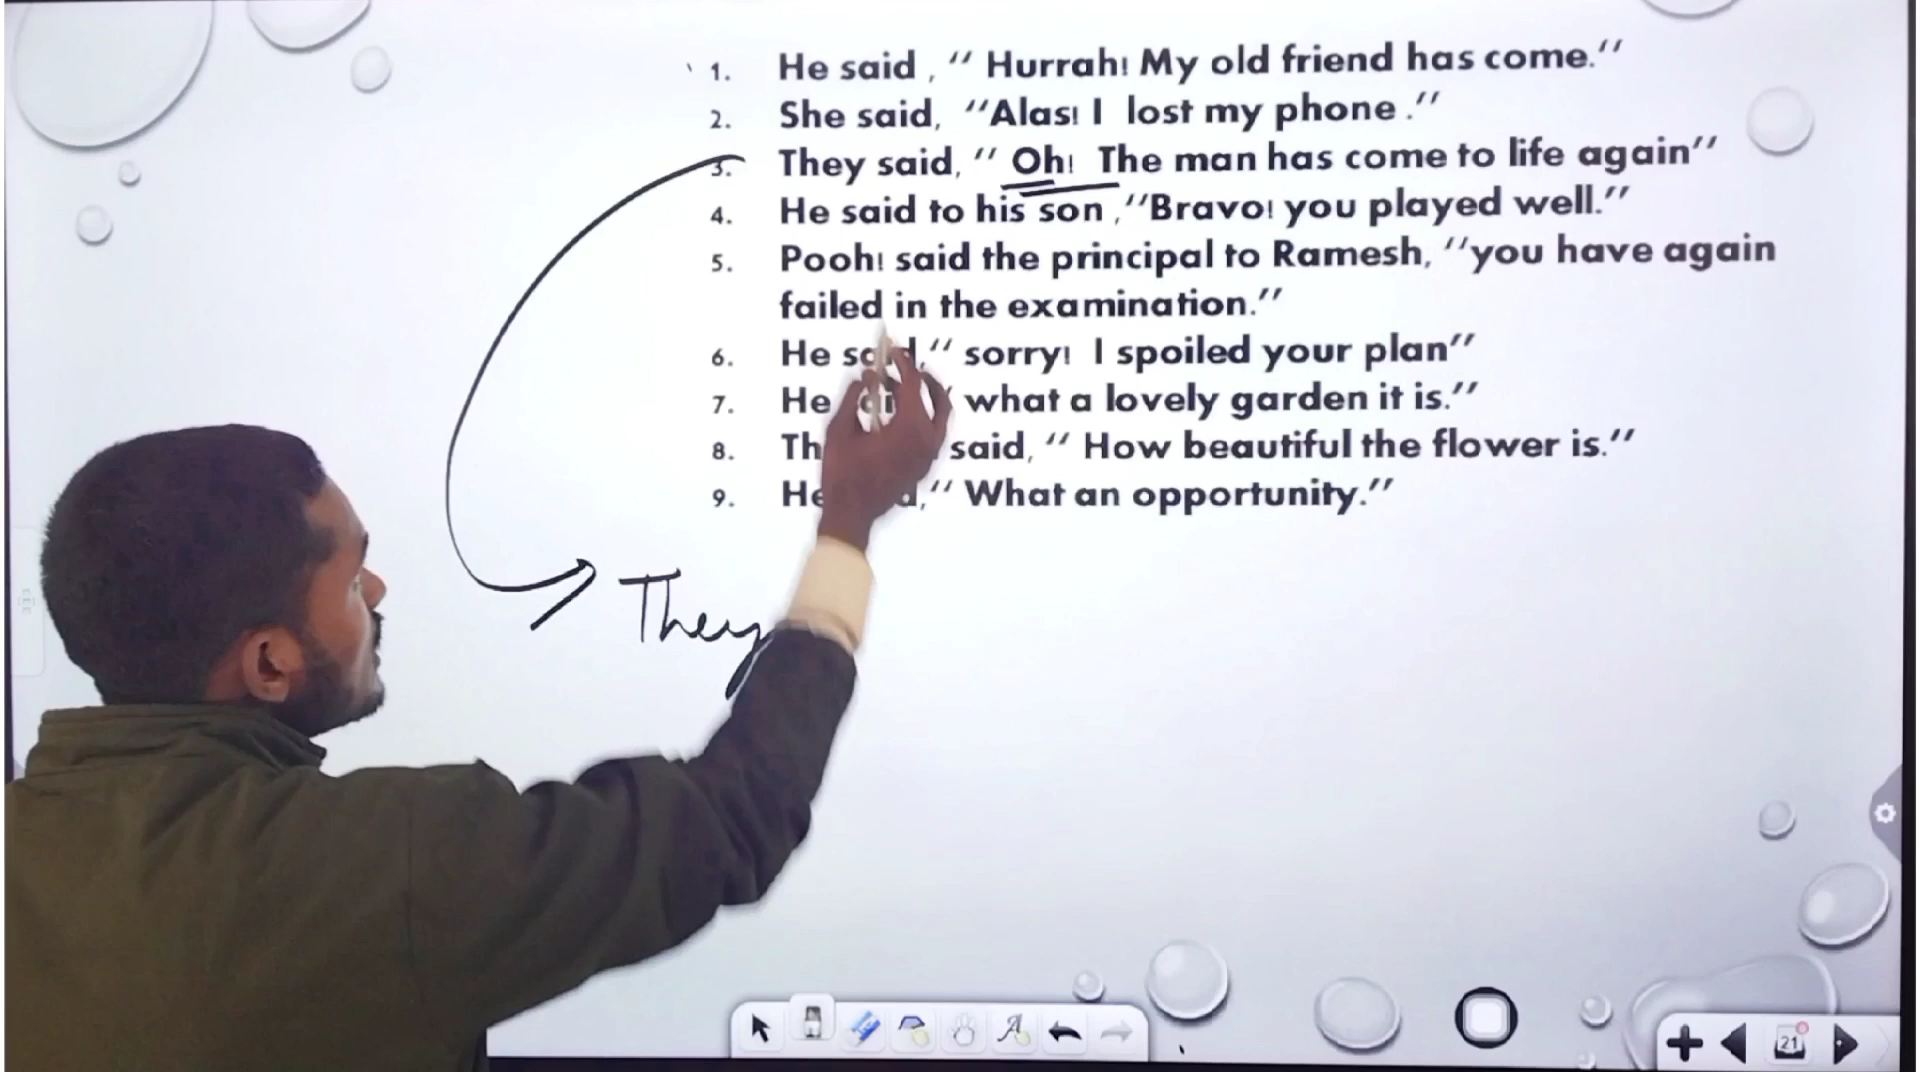 1. He said , " Hurrah! My old friend has come."
2. She said, "Alas! I lost my phone ."
3. They said, " Oh! The man has come to life again"
4. He said to his son ,"Bravo! you played well."
5. Pooh! said the principal to Ramesh, "you have again
failed in the examination."
6. He said," sorry! I spoiled your plan"
7. He " what a lovely garden it is."
8. said, " How beautiful the flower is."
9. He ," What an opportunity."
They
21